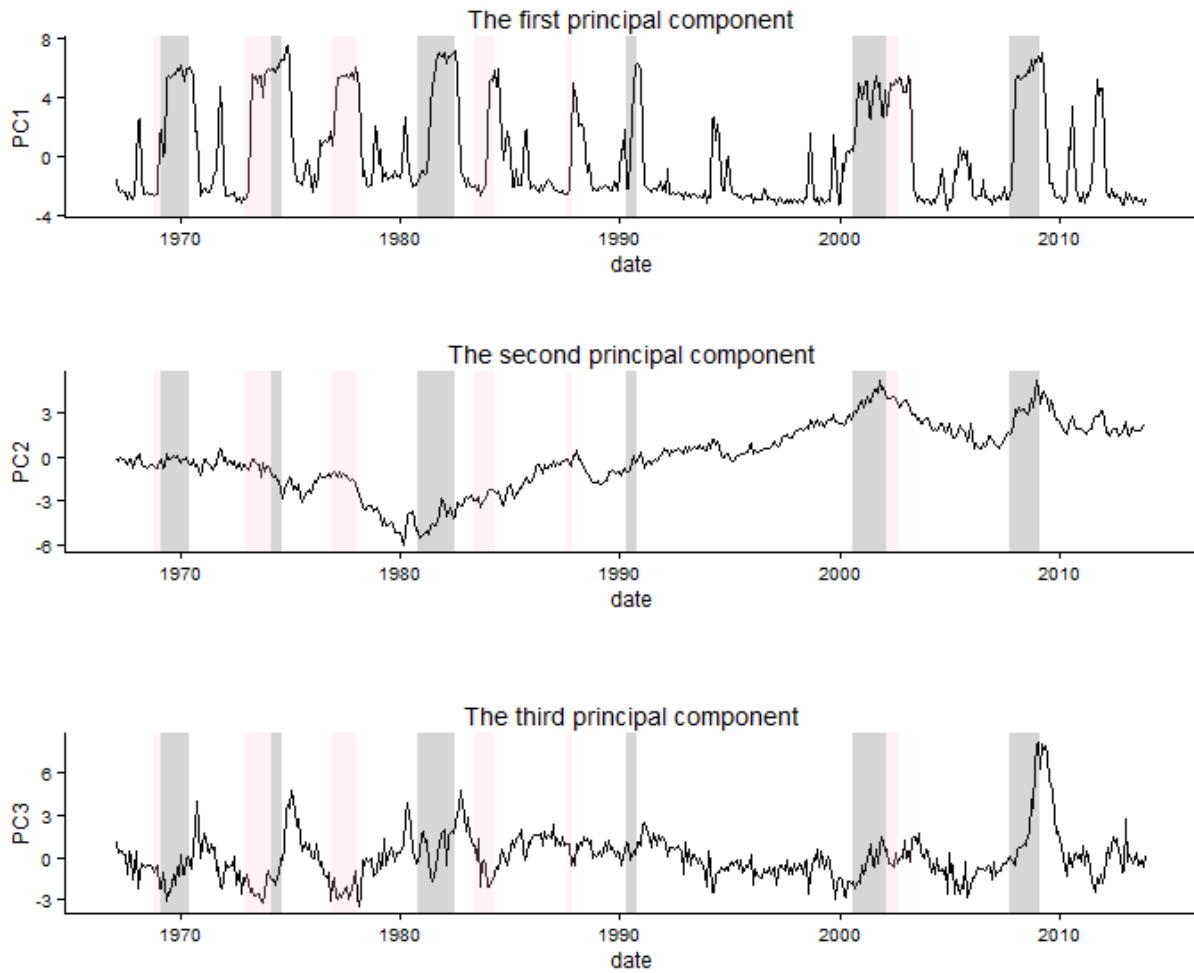 The first principal component
8
4
0
-4
PC1
1970 1980 1990 2000 2010
date
The second principal component
3
0
-3
-6
PC2
1970 1980 1990 2000 2010
date
The third principal component
6
3
0
-3
PC3
1970 1980 1990 2000 2010
date